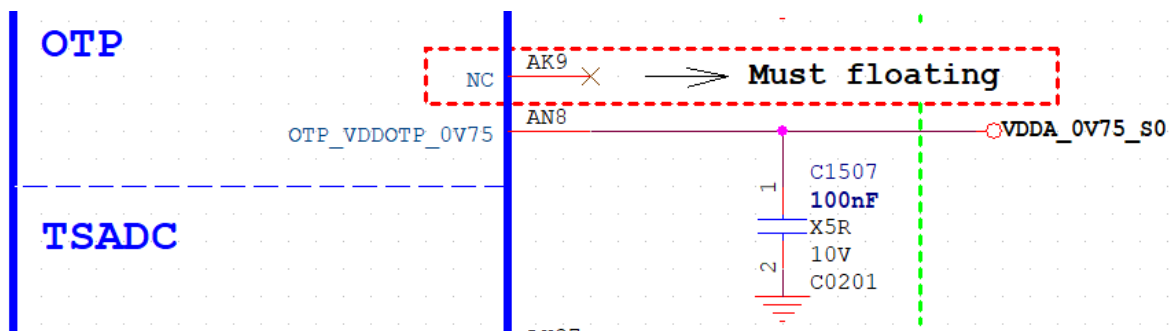 OTP
AK9
NC
Must floating
AN8
OTP_VDDOTP_0V75
VDDA_0V75_S0
C1507
1
100nF
TSADC
X5R
10V
2
C0201